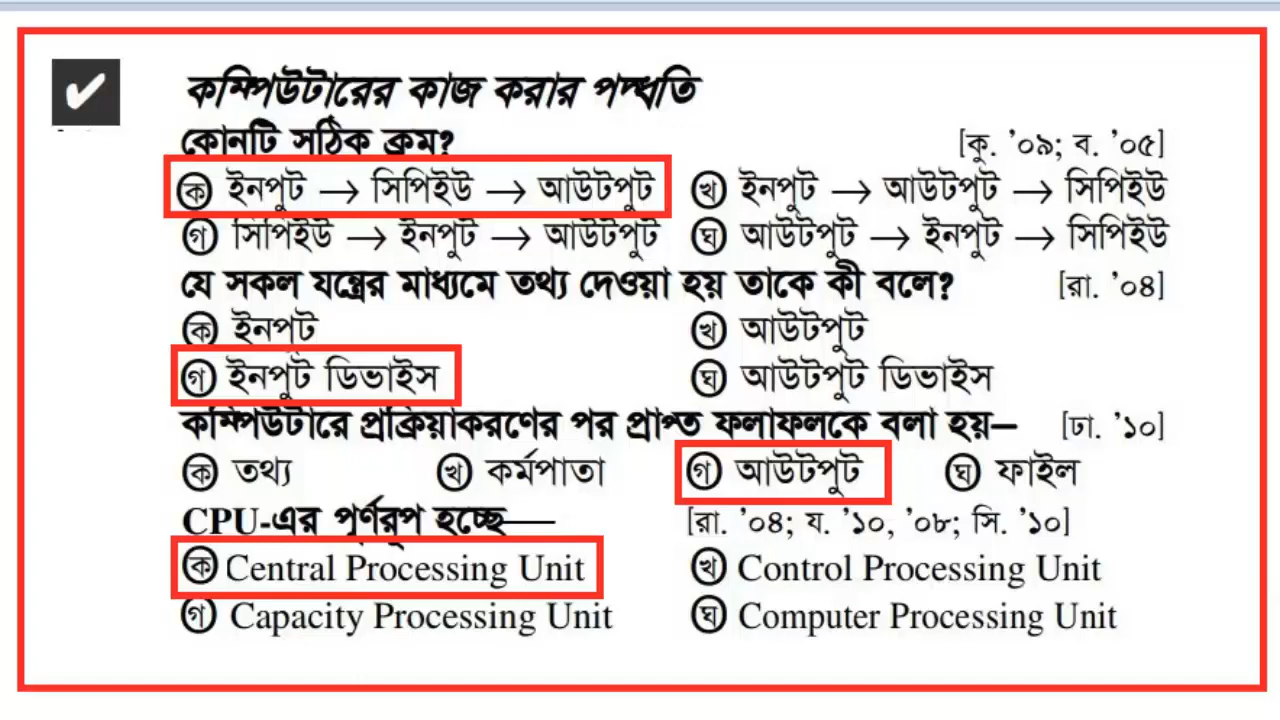 কম্পিউটারের কাজ করার পদ্ধতি
কোনটি সঠিক ক্রম? [কু. '০৯; ব. '০৫]
ক ইনপুট → সিপিইউ → আউটপুট খ ইনপুট → আউটপুট → সিপিইউ
গ সিপিইউ → ইনপুট → আউটপুট ঘ আউটপুট → ইনপুট → সিপিইউ
যে সকল যন্ত্রের মাধ্যমে তথ্য দেওয়া হয় তাকে কী বলে? [রা. '০৪]
ক ইনপুট খ আউটপুট
গ ইনপুট ডিভাইস ঘ আউটপুট ডিভাইস
কম্পিউটারে প্রক্রিয়াকরণের পর প্রাপ্ত ফলাফলকে বলা হয়— [ঢা. '১০]
ক তথ্য খ কর্মপাতা গ আউটপুট ঘ ফাইল
CPU-এর পূর্ণরূপ হচ্ছে— [রা. '০৪; য. '১০, '০৮; সি. '১০]
ক Central Processing Unit খ Control Processing Unit
গ Capacity Processing Unit ঘ Computer Processing Unit